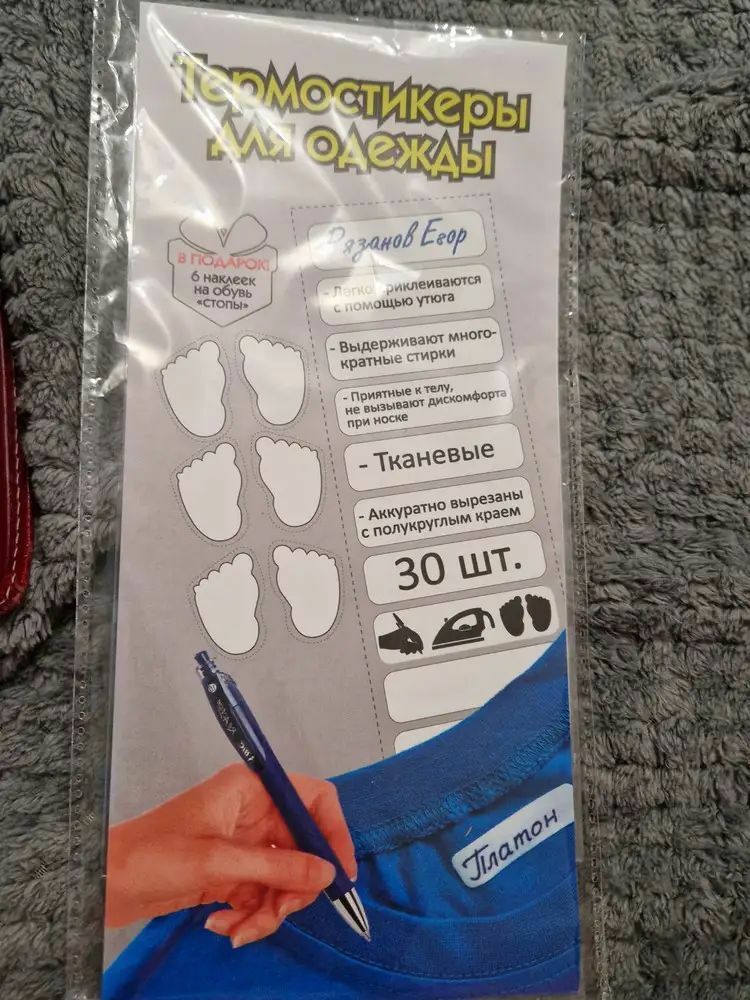 Термостикеры
для одежды
В ПОДАРОК!
6 наклеек
на обувь
«стопы»
Рязанов Егор
- Легко приклеиваются
с помощью утюга
- Выдерживают много-
кратные стирки
- Приятные к телу,
не вызывают дискомфорта
при носке
- Тканевые
- Аккуратно вырезаны
с полукруглым краем
30 шт.
Платон